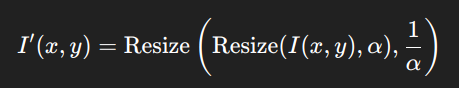 I′(x, y) = Resize ( Resize(I(x, y), α), 1/α )